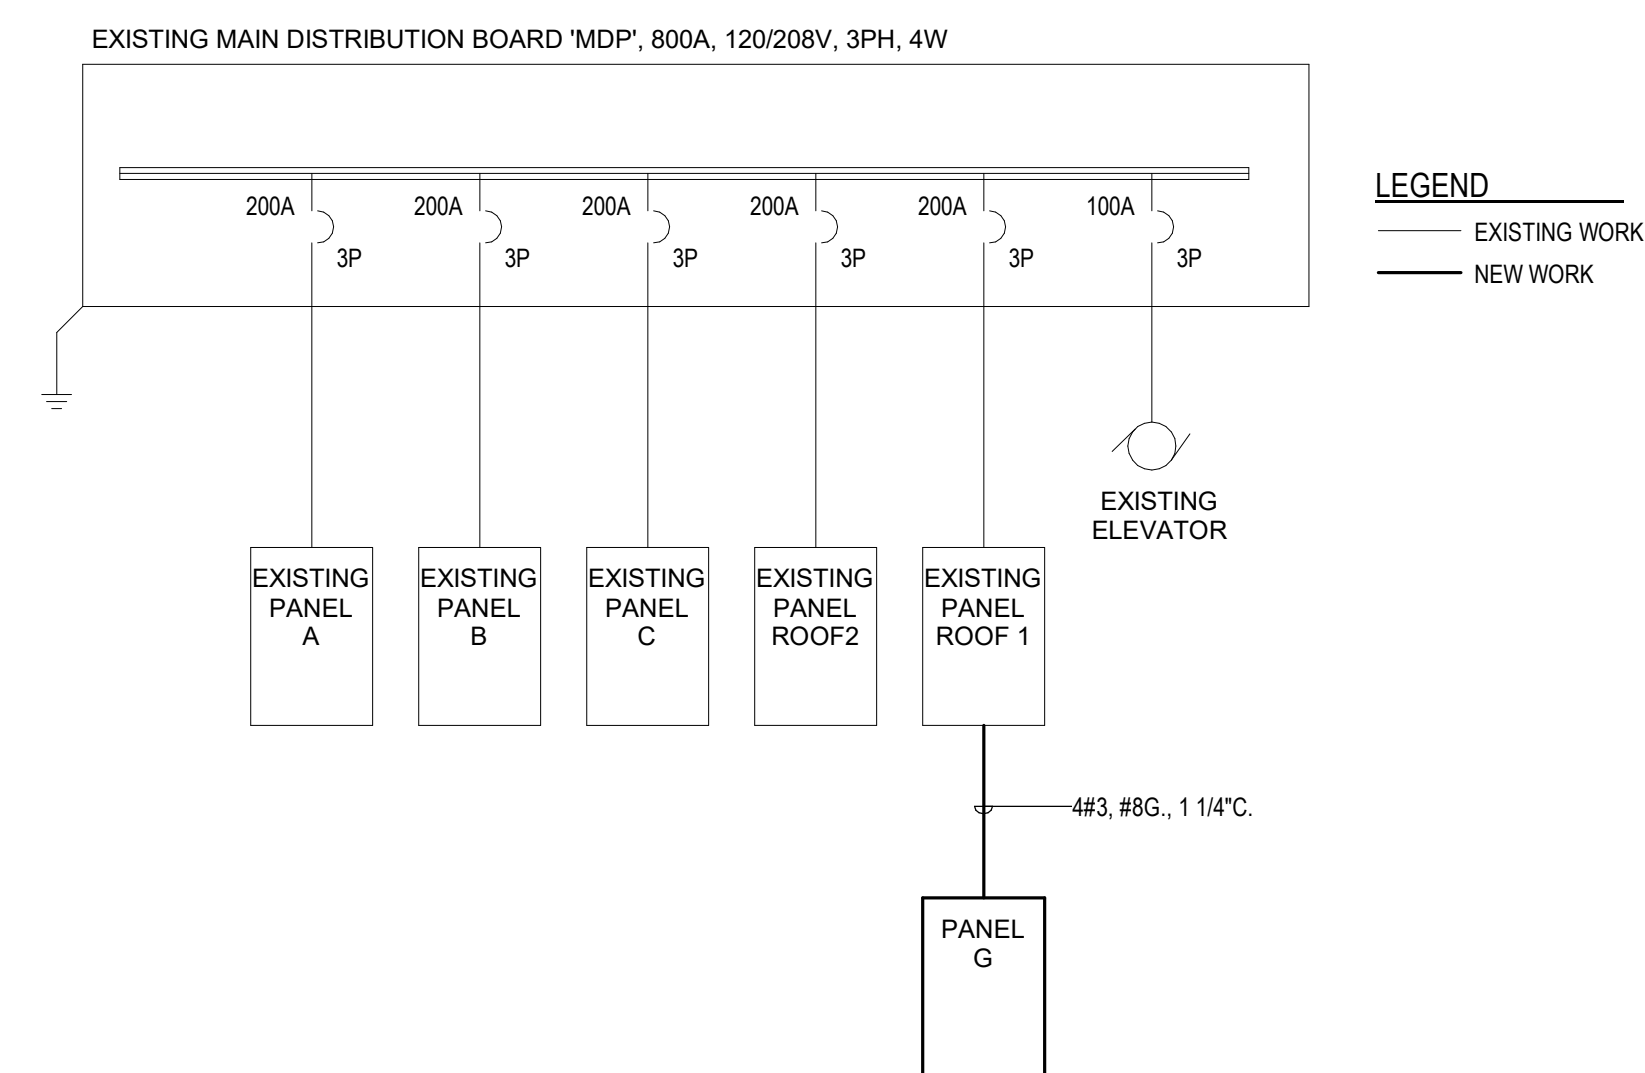 EXISTING MAIN DISTRIBUTION BOARD 'MDP', 800A, 120/208V, 3PH, 4W
200A
3P
200A
3P
200A
3P
200A
3P
200A
3P
100A
3P
LEGEND
EXISTING WORK
NEW WORK
EXISTING
ELEVATOR
EXISTING
PANEL
A
EXISTING
PANEL
B
EXISTING
PANEL
C
EXISTING
PANEL
ROOF2
EXISTING
PANEL
ROOF 1
4#3, #8G., 1 1/4"C.
PANEL
G